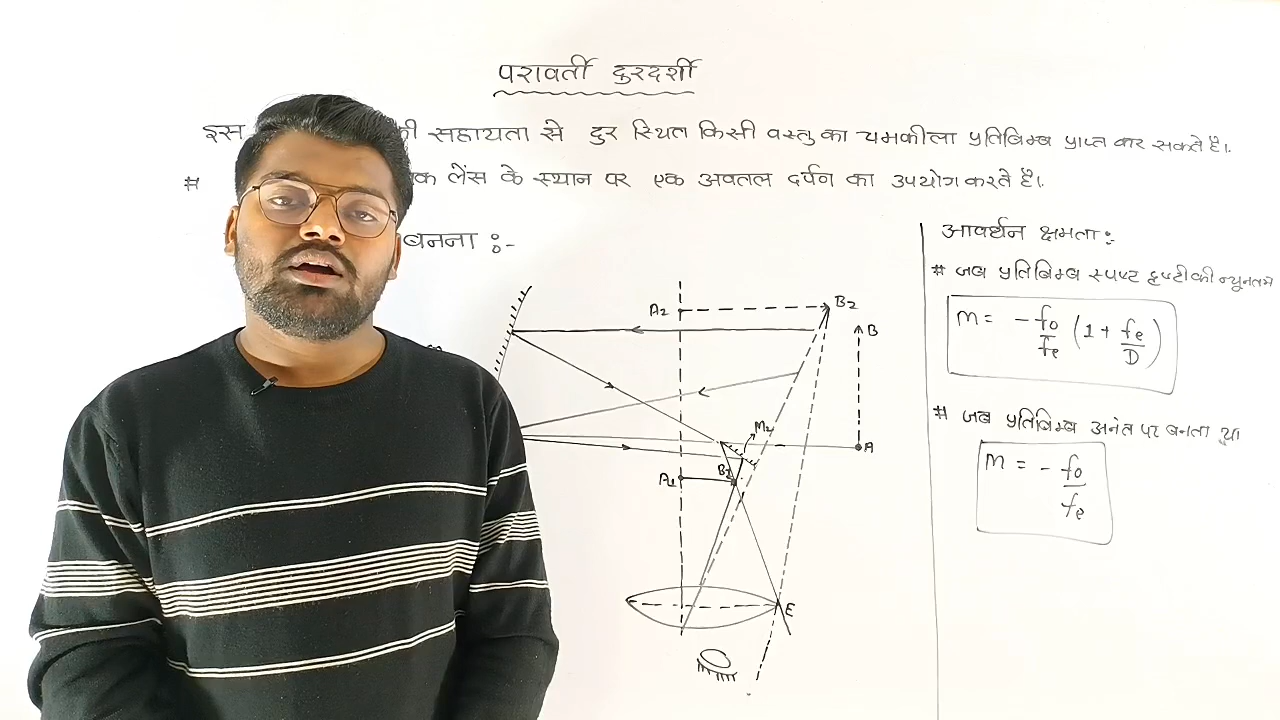 परावर्ती दुरदर्शी
इस की सहायता से दुर स्थित किसी वस्तु का चमकीला प्रतिबिम्ब प्राप्त कर सकते है।
# क लेंस के स्थान पर एक अवतल दर्पण का उपयोग करते है।
बनना :-
आवर्धन क्षमता :-
# जब प्रतिबिम्ब स्पष्ट दृष्टी की न्यूनतम
m = -fo/fe (1 + fe/D)
# जब प्रतिबिम्ब अनंत पर बनता
m = - fo/fe
A2
B2
B
A
M2
B1
A1
E